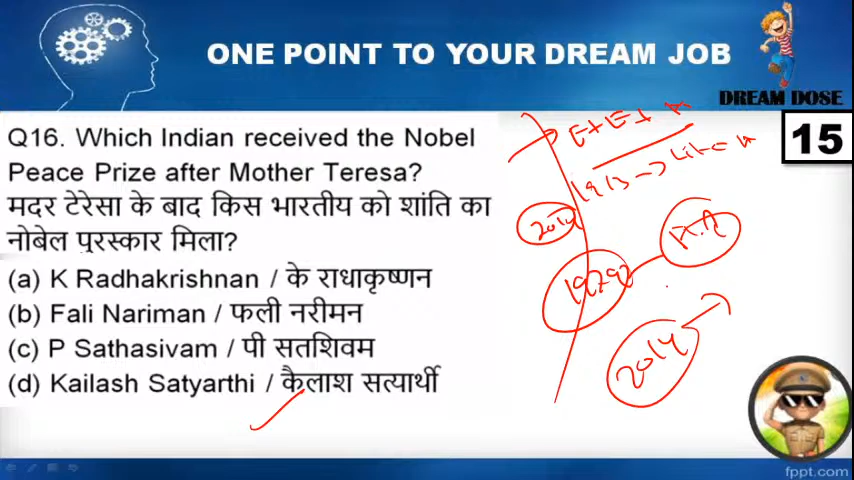 ONE POINT TO YOUR DREAM JOB
DREAM DOSE
15
Q16. Which Indian received the Nobel
Peace Prize after Mother Teresa?
मदर टेरेसा के बाद किस भारतीय को शांति का
नोबेल पुरस्कार मिला?
(a) K Radhakrishnan / के राधाकृष्णन
(b) Fali Nariman / फली नरीमन
(c) P Sathasivam / पी सतशिवम
(d) Kailash Satyarthi / कैलाश सत्यार्थी
1913 →
2014
1979
2014
fppt.com